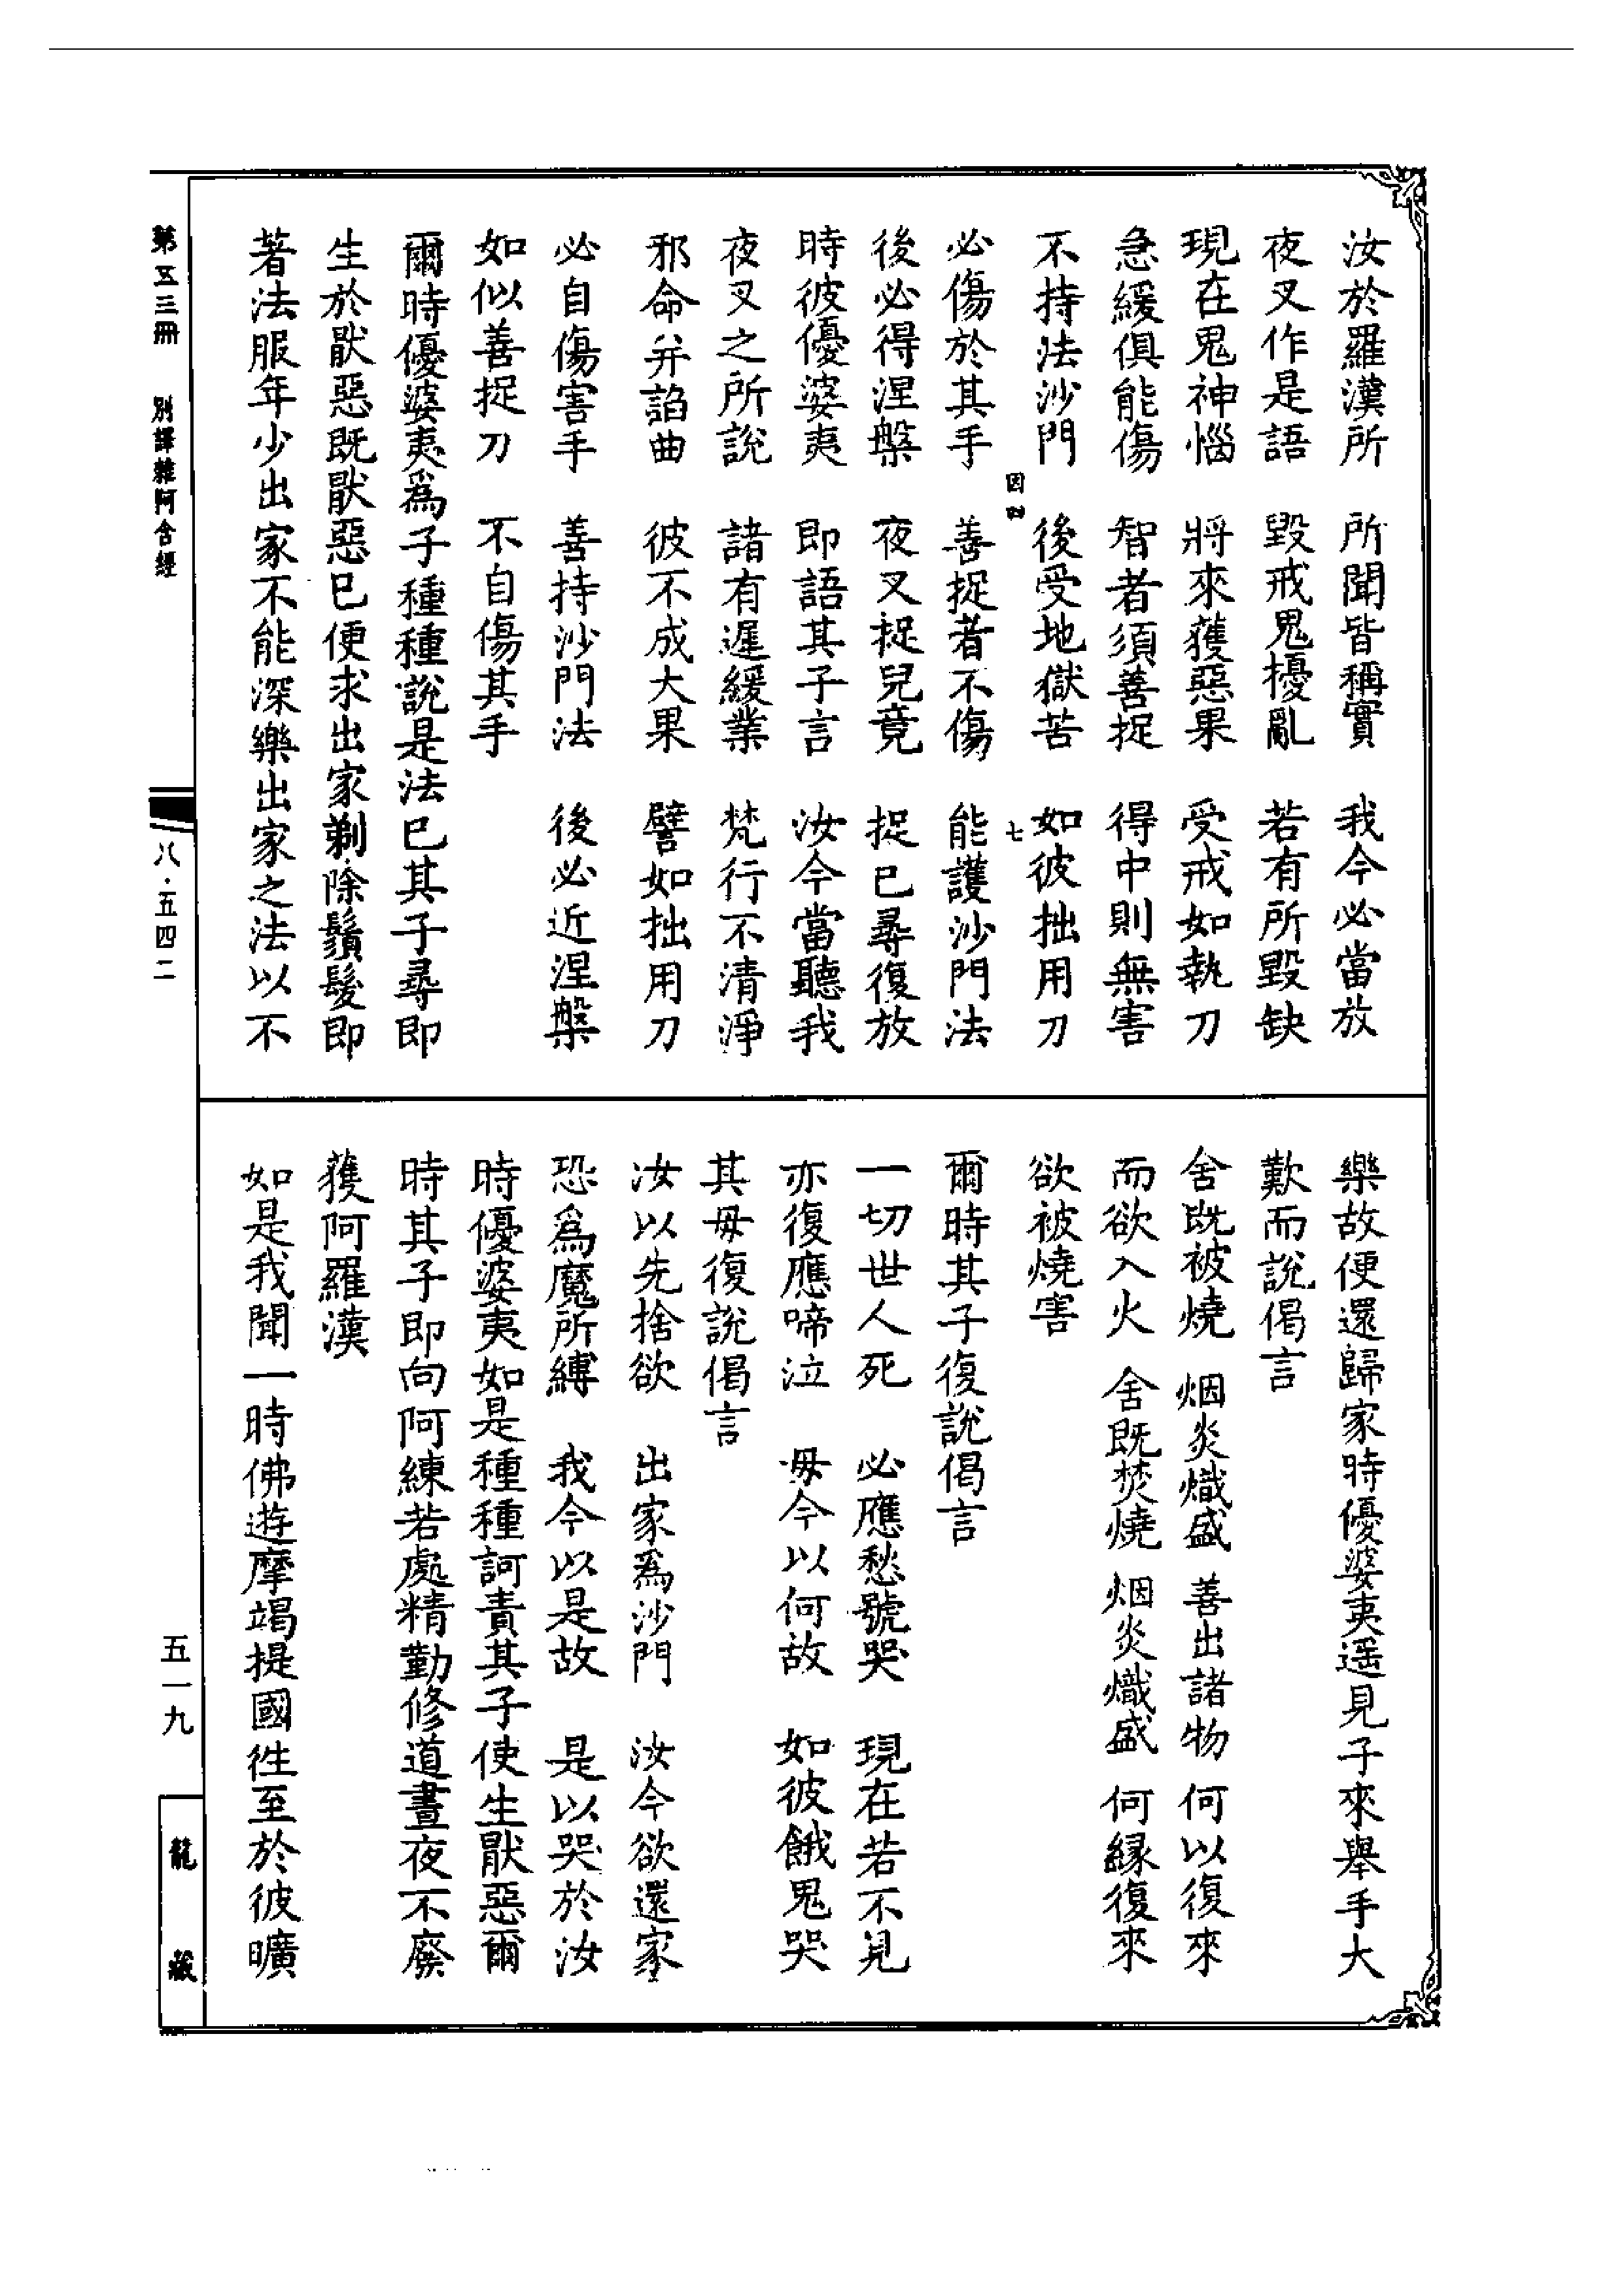 汝於羅漢所　所聞皆稱實　我今必當放
夜叉作是語　毀戒鬼擾亂　若有所毀缺
現在鬼神惱　將來獲惡果　受戒如執刀
急緩俱能傷　智者須善捉　得中則無害
不持法沙門　後受地獄苦　如彼拙用刀
因四　七
必傷於其手　善捉者不傷　能護沙門法
後必得涅槃　夜叉捉兒竟　捉已尋復放
時彼優婆夷　即語其子言　汝今當聽我
夜叉之所說　諸有遲緩業　梵行不清淨
邪命并諂曲　彼不成大果　譬如拙用刀
必自傷害手　善持沙門法　後必近涅槃
如似善捉刀　不自傷其手
爾時優婆夷為子種種說是法已其子尋即
生於猒惡既猒惡已便求出家剃除鬚髮即
著法服年少出家不能深樂出家之法以不
樂故便還歸家時優婆夷遥見子來舉手大
歎而說偈言
舍既被燒　烟炎熾盛　善出諸物　何以復來
而欲入火　舍既焚燒　烟炎熾盛　何緣復來
欲被燒害
爾時其子復說偈言
一切世人死　必應愁號哭　現在若不見
亦復應啼泣　毋今以何故　如彼餓鬼哭
其毋復說偈言
汝以先捨欲　出家為沙門　汝今欲還家
恐為魔所縛　我今以是故　是以哭於汝
時優婆夷如是種種訶責其子使生猒惡爾
時其子即向阿練若處精勤修道晝夜不廢
獲阿羅漢
如是我聞一時佛遊摩竭提國徃至於彼曠
第五三冊　別譯雜阿含經
八·五四二
五一九
龍藏